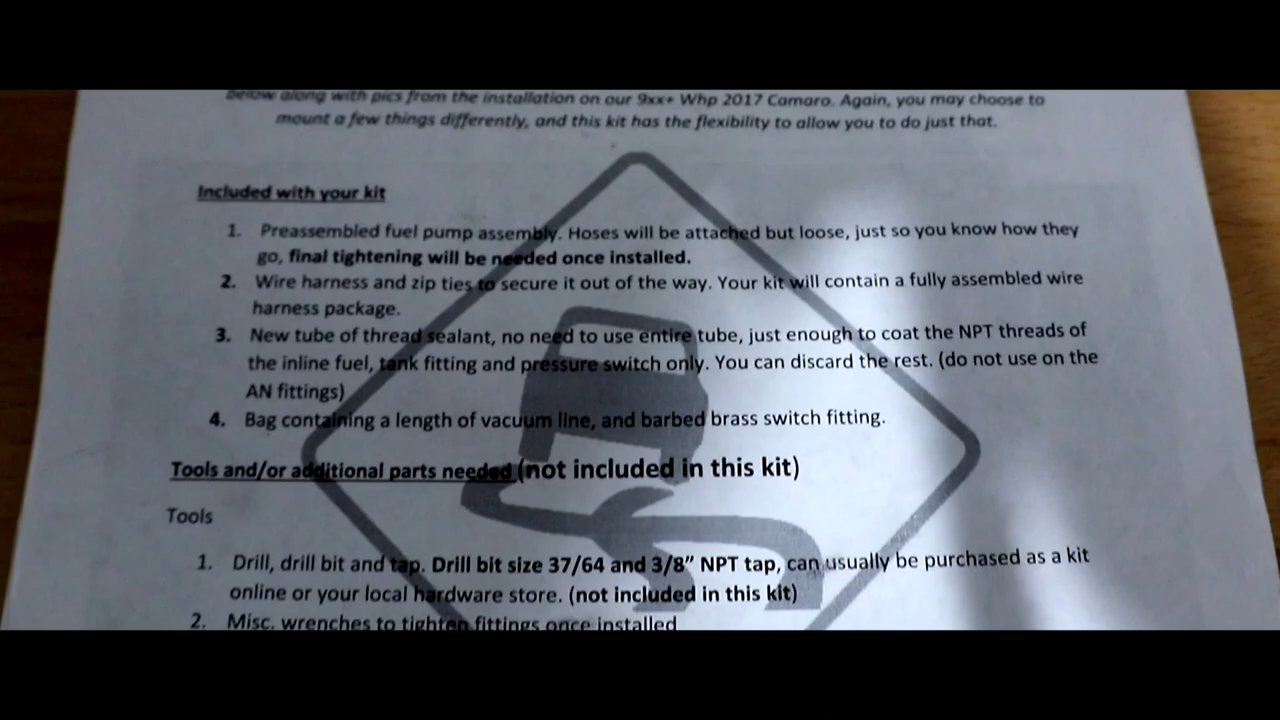 below along with pics from the installation on our 9xx+ Whp 2017 Camaro. Again, you may choose to
mount a few things differently, and this kit has the flexibility to allow you to do just that.
Included with your kit
1. Preassembled fuel pump assembly. Hoses will be attached but loose, just so you know how they
go, final tightening will be needed once installed.
2. Wire harness and zip ties to secure it out of the way. Your kit will contain a fully assembled wire
harness package.
3. New tube of thread sealant, no need to use entire tube, just enough to coat the NPT threads of
the inline fuel, tank fitting and pressure switch only. You can discard the rest. (do not use on the
AN fittings)
4. Bag containing a length of vacuum line, and barbed brass switch fitting.
Tools and/or additional parts needed (not included in this kit)
Tools
1. Drill, drill bit and tap. Drill bit size 37/64 and 3/8” NPT tap, can usually be purchased as a kit
online or your local hardware store. (not included in this kit)
2. Misc. wrenches to tighten fittings once installed